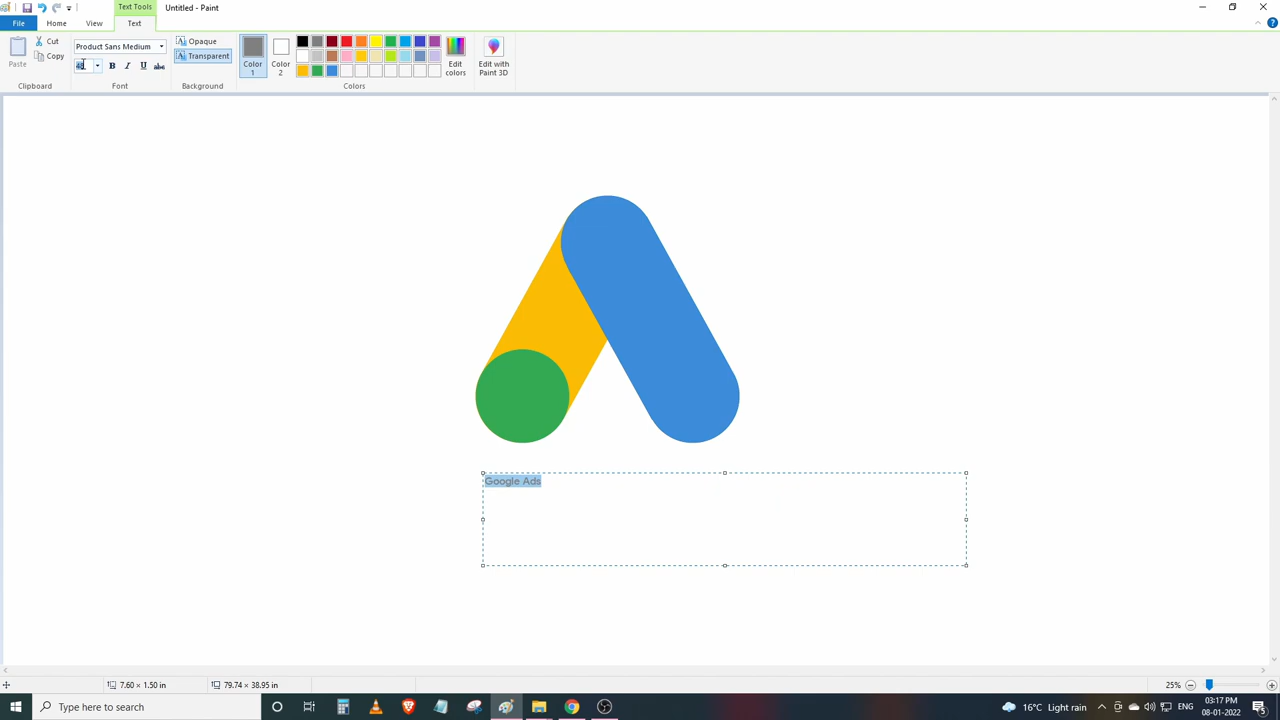 Text Tools
Untitled - Paint
File
Home
View
Text
Paste
Cut
Copy
Clipboard
Product Sans Medium
B I U abc
Font
Opaque
Transparent
Background
Color 1
Color 2
Edit colors
Colors
Edit with Paint 3D
Google Ads
7.60 × 1.50 in
79.74 × 38.95 in
25%
Type here to search
16°C Light rain
ENG
03:17 PM
08-01-2022
5